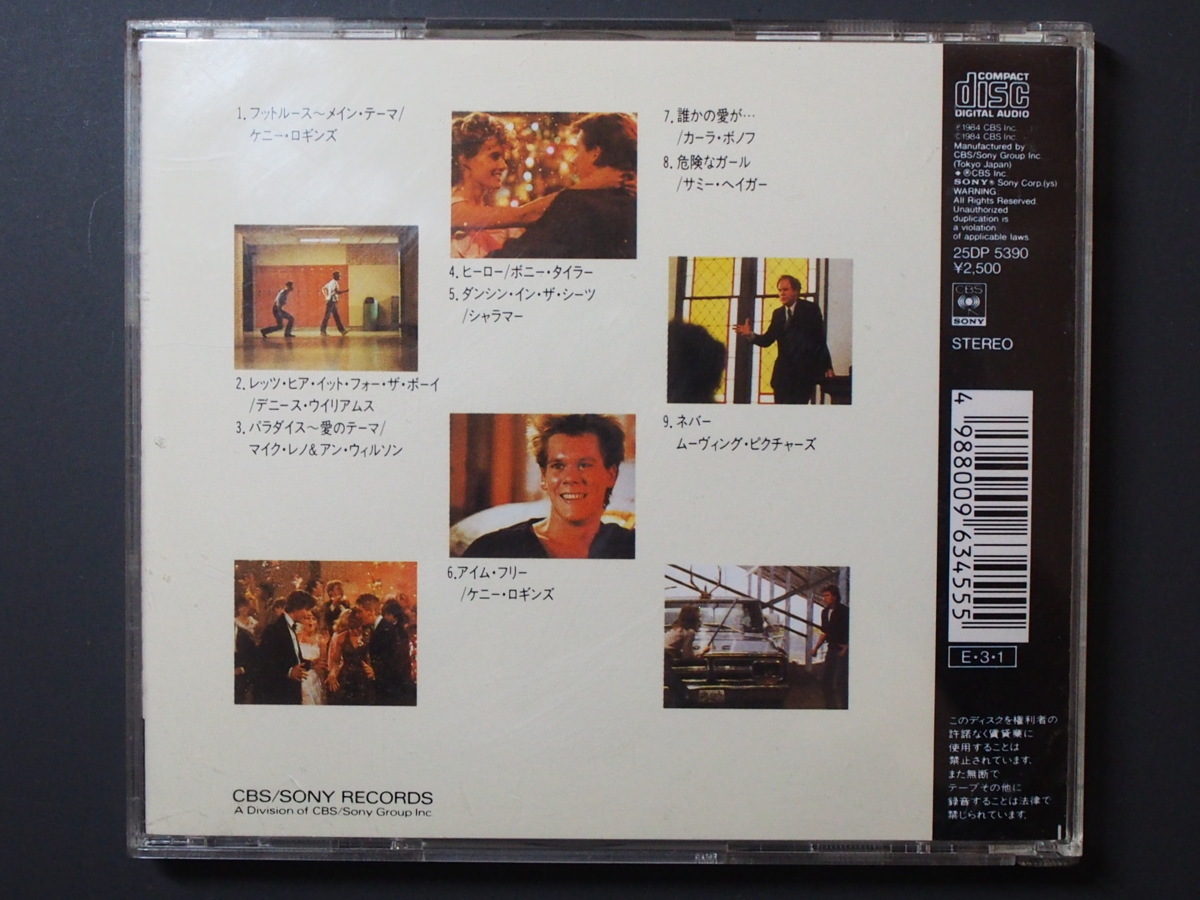 1. フットルース～メイン・テーマ/
ケニー・ロギンズ
2. レッツ・ヒア・イット・フォー・ザ・ボーイ
/デニース・ウイリアムス
3. パラダイス～愛のテーマ/
マイク・レノ&アン・ウィルソン
4. ヒーロー/ボニー・タイラー
5. ダンシン・イン・ザ・シーツ
/シャラマー
6. アイム・フリー
/ケニー・ロギンズ
7. 誰かの愛が…
/カーラ・ボノフ
8. 危険なガール
/サミー・ヘイガー
9. ネバー
ムーヴィング・ピクチャーズ
CBS/SONY RECORDS
A Division of CBS/Sony Group Inc
COMPACT
disc
DIGITAL AUDIO
℗1984 CBS Inc.
©1984 CBS Inc.
Manufactured by
CBS/Sony Group Inc.
(Tokyo Japan)
◆®CBS Inc.
SONY® Sony Corp.(ys)
WARNING.
All Rights Reserved.
Unauthorized
duplication is
a violation
of applicable laws.
25DP 5390
¥2,500
CBS
SONY
STEREO
4 988009 634555
E・3・1
このディスクを権利者の
許諾なく賃貸業に
使用することは
禁止されています。
また無断で
テープその他に
録音することは法律で
禁じられています。